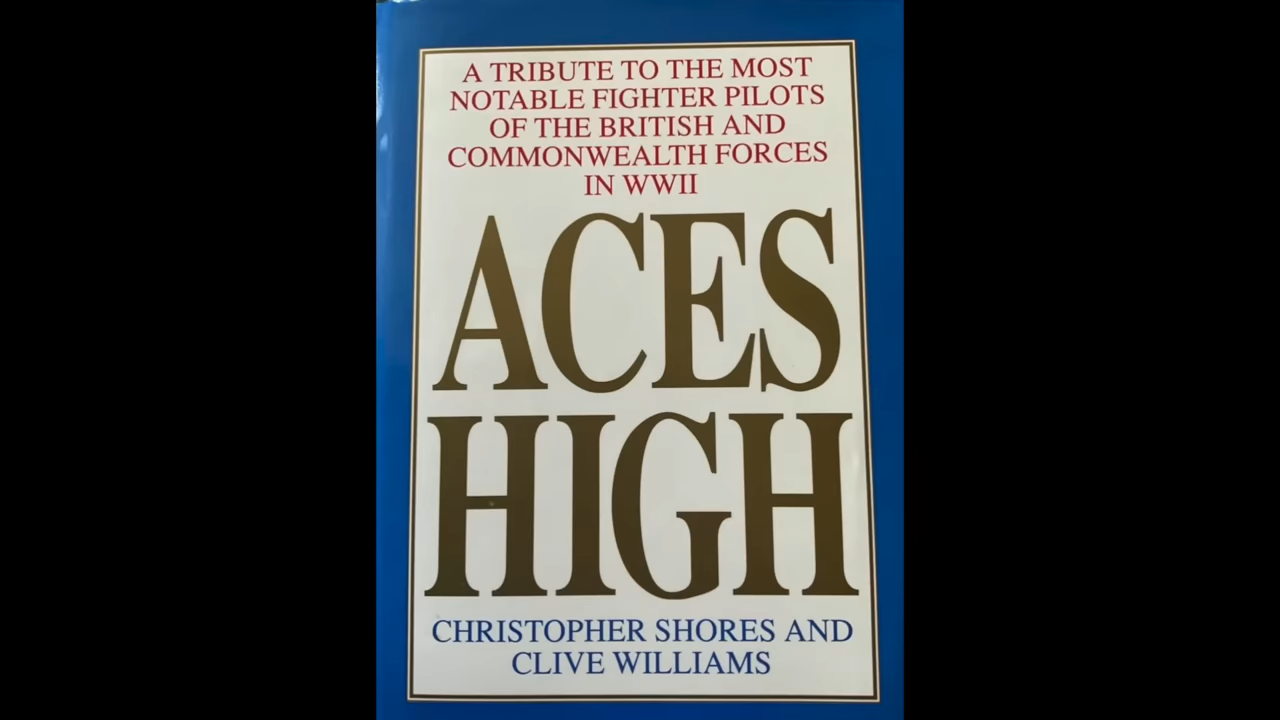 A TRIBUTE TO THE MOST
NOTABLE FIGHTER PILOTS
OF THE BRITISH AND
COMMONWEALTH FORCES
IN WWII
ACES
HIGH
CHRISTOPHER SHORES AND
CLIVE WILLIAMS